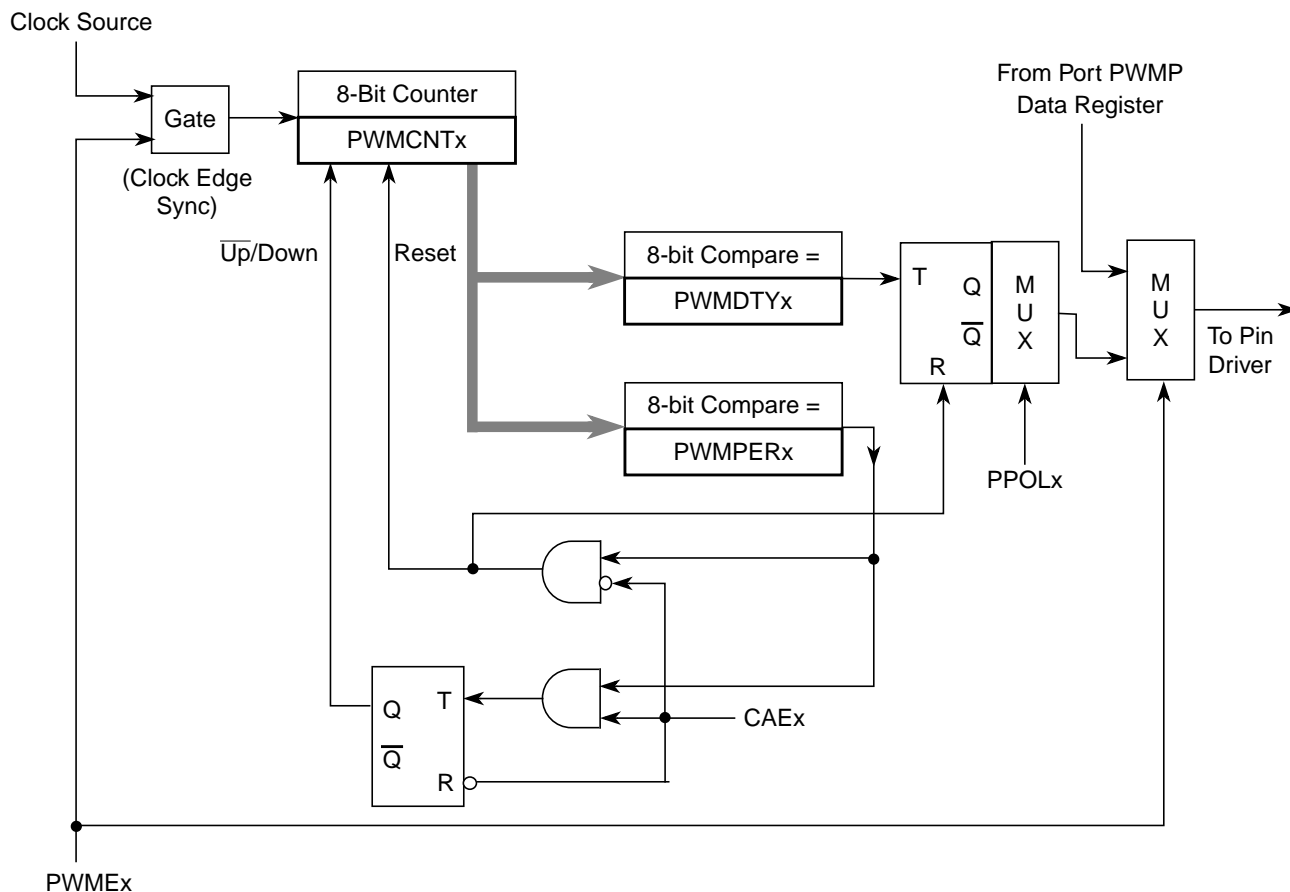 Clock Source
8-Bit Counter
PWMCNTx
Gate
(Clock Edge
Sync)
From Port PWMP
Data Register
U̅p̅/Down
Reset
8-bit Compare =
PWMDTYx
T
Q
Q̅
R
M
U
X
M
U
X
To Pin
Driver
8-bit Compare =
PWMPERx
PPOLx
Q
T
Q̅
R
CAEx
PWMEx